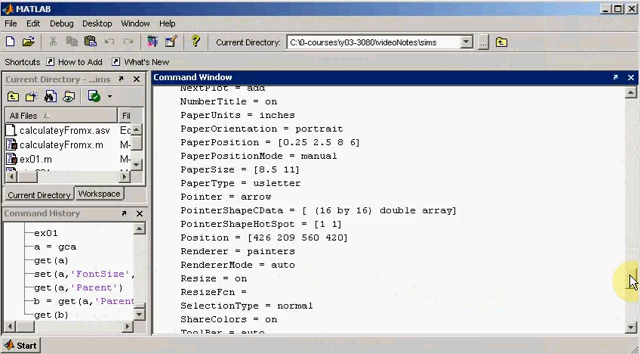 MATLAB
File Edit Debug Desktop Window Help
Current Directory: C:\0-courses\y03-3080\videoNotes\sims
Shortcuts How to Add What's New
Current Directory - ...ims
All Files Fil
calculateyFromx.asv Ed
calculateyFromx.m M-
ex01.m M-
Current Directory Workspace
Command History
ex01
a = gca
get(a)
set(a,'FontSize',
get(a,'Parent')
b = get(a,'Paren
get(b)
Command Window
NextPlot = add
NumberTitle = on
PaperUnits = inches
PaperOrientation = portrait
PaperPosition = [0.25 2.5 8 6]
PaperPositionMode = manual
PaperSize = [8.5 11]
PaperType = usletter
Pointer = arrow
PointerShapeCData = [ (16 by 16) double array]
PointerShapeHotSpot = [1 1]
Position = [426 209 560 420]
Renderer = painters
RendererMode = auto
Resize = on
ResizeFcn =
SelectionType = normal
ShareColors = on
ToolBar = auto
Start